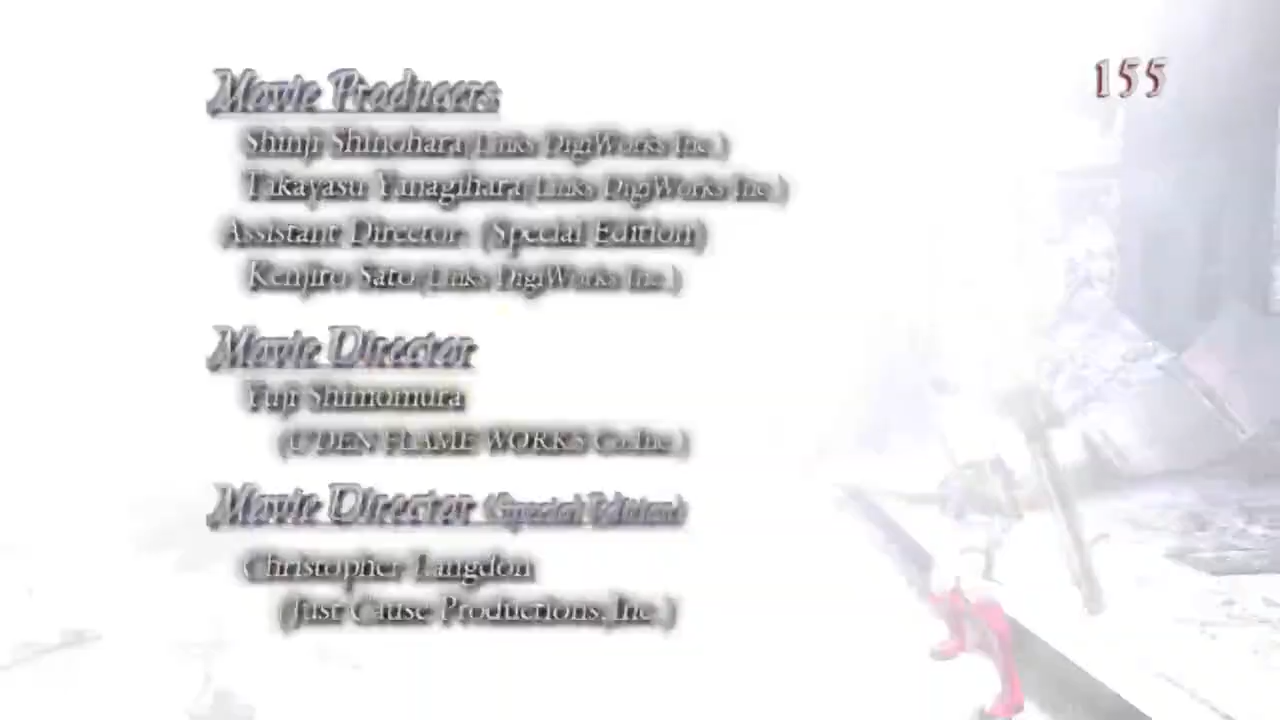 Movie Producers
155
Shinji Shinohara (Links DigiWorks Inc.)
Takayasu Yanagihara (Links DigiWorks Inc.)
Assistant Director (Special Edition)
Kenjiro Sato (Links DigiWorks Inc.)
Movie Director
Yuji Shimomura
(U'DEN FLAME WORKS Co.Inc.)
Movie Director (Special Edition)
Christopher Langdon
(Just Cause Productions, Inc.)